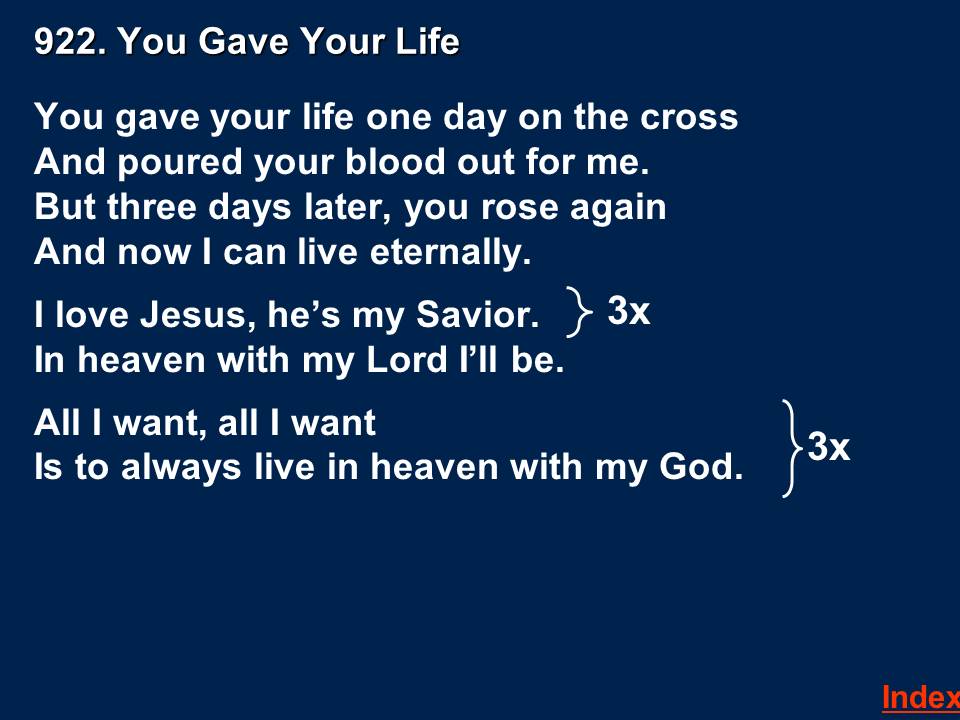 922. You Gave Your Life
You gave your life one day on the cross
And poured your blood out for me.
But three days later, you rose again
And now I can live eternally.
I love Jesus, he’s my Savior. 3x
In heaven with my Lord I’ll be.
All I want, all I want
Is to always live in heaven with my God.
3x
Index